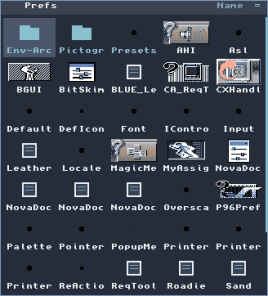 Prefs Name =
Env-Arc Pictogr Presets AHI Asl
BGUI BitSkim BLUE_Le CA_ReqT CXHandl
Default DefIcon Font IContro Input
Leather Locale MagicMe MyAssig NovaDoc
NovaDoc NovaDoc NovaDoc Oversca P96Pref
Palette Pointer PopupMe Printer Printer
Printer ReActio ReqTool Roadie Sand